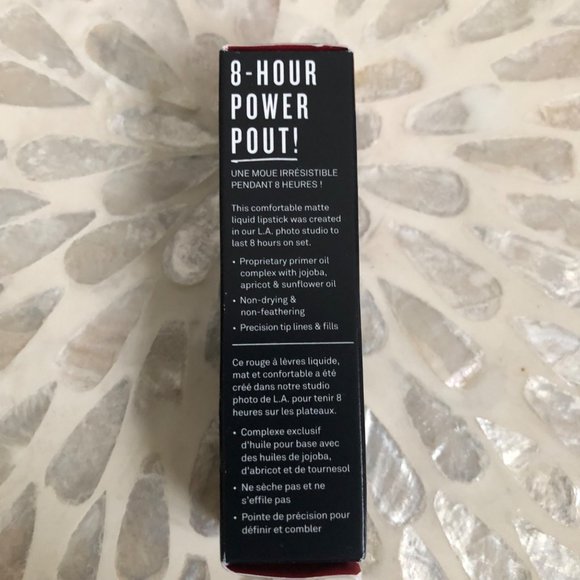 8-HOUR
POWER
POUT!
UNE MOUE IRRÉSISTIBLE
PENDANT 8 HEURES !
This comfortable matte
liquid lipstick was created
in our L.A. photo studio to
last 8 hours on set.
• Proprietary primer oil
complex with jojoba,
apricot & sunflower oil
• Non-drying &
non-feathering
• Precision tip lines & fills
Ce rouge à lèvres liquide,
mat et confortable a été
créé dans notre studio
photo de L.A. pour tenir 8
heures sur les plateaux.
• Complexe exclusif
d'huile pour base avec
des huiles de jojoba,
d'abricot et de tournesol
• Ne sèche pas et ne
s'effile pas
• Pointe de précision pour
définir et combler